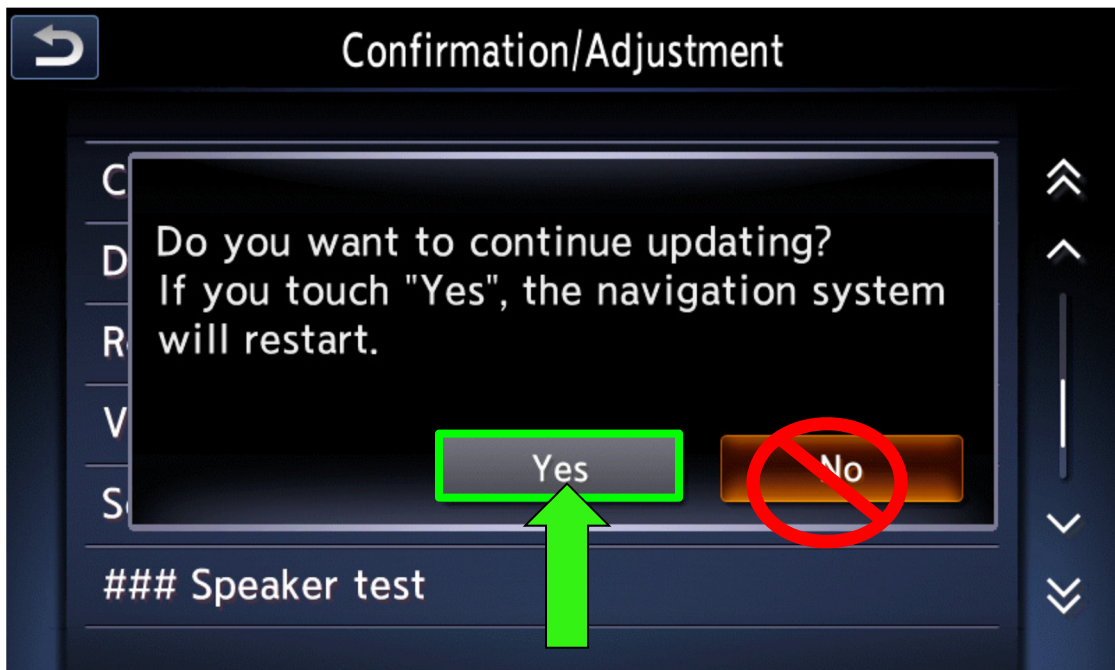 Confirmation/Adjustment
Do you want to continue updating?
If you touch "Yes", the navigation system
will restart.
Yes
No
### Speaker test